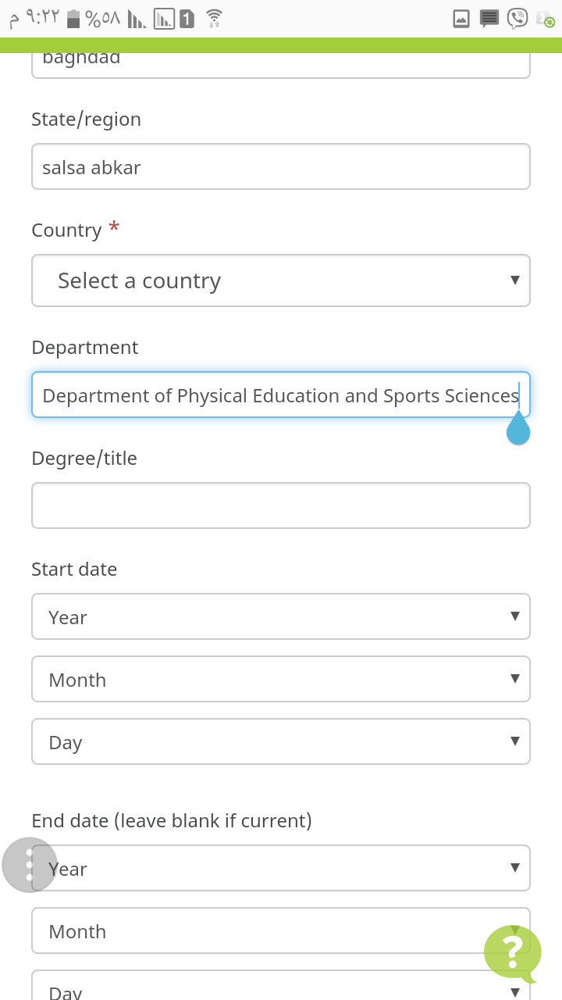 م ٩:٢٢ %٥٨ 1
baghdad
State/region
salsa abkar
Country *
Select a country
Department
Department of Physical Education and Sports Sciences
Degree/title
Start date
Year
Month
Day
End date (leave blank if current)
Year
Month
?
Day